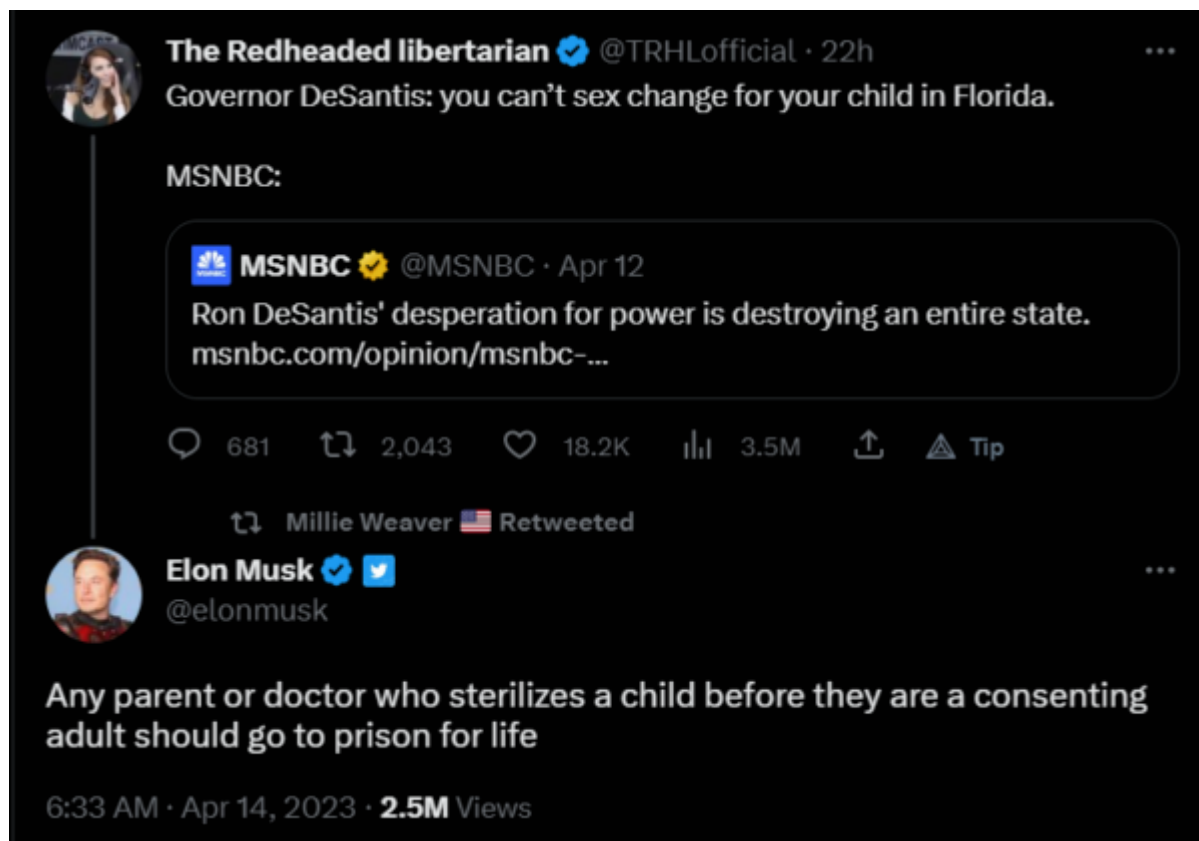 The Redheaded libertarian @TRHLofficial · 22h
Governor DeSantis: you can’t sex change for your child in Florida.
MSNBC:
MSNBC @MSNBC · Apr 12
Ron DeSantis' desperation for power is destroying an entire state.
msnbc.com/opinion/msnbc-...
681 2,043 18.2K 3.5M Tip
Millie Weaver Retweeted
Elon Musk
@elonmusk
Any parent or doctor who sterilizes a child before they are a consenting
adult should go to prison for life
6:33 AM · Apr 14, 2023 · 2.5M Views